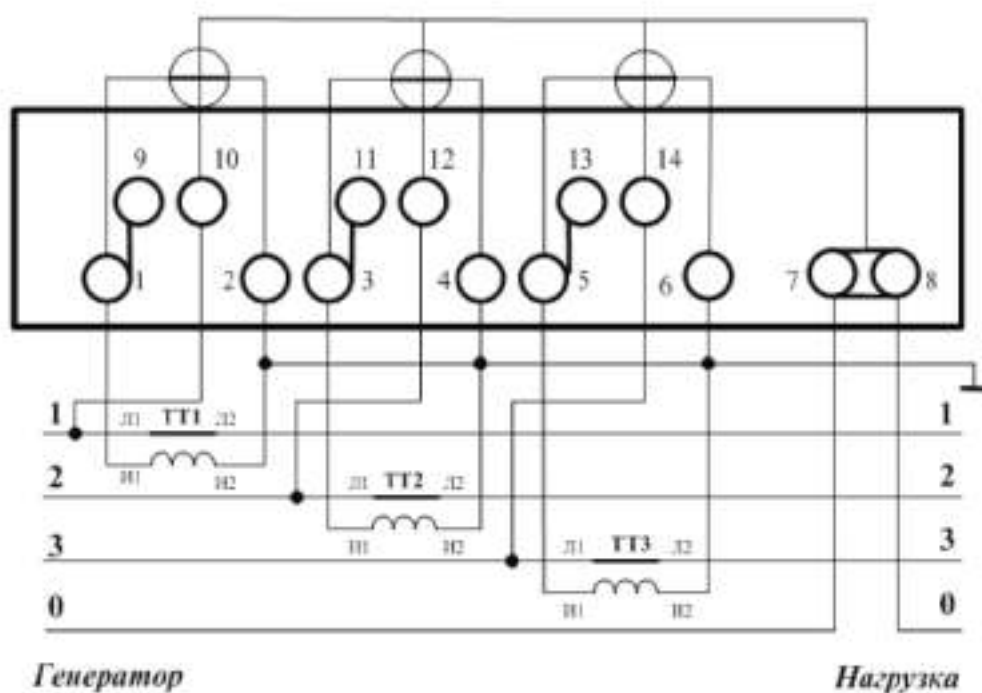 9 10 11 12 13 14
1 2 3 4 5 6 7 8
1 Л1 ТТ1 Л2 1
И1 И2
2 Л1 ТТ2 Л2 2
И1 И2
3 Л1 ТТ3 Л2 3
И1 И2
0 0
Генератор Нагрузка